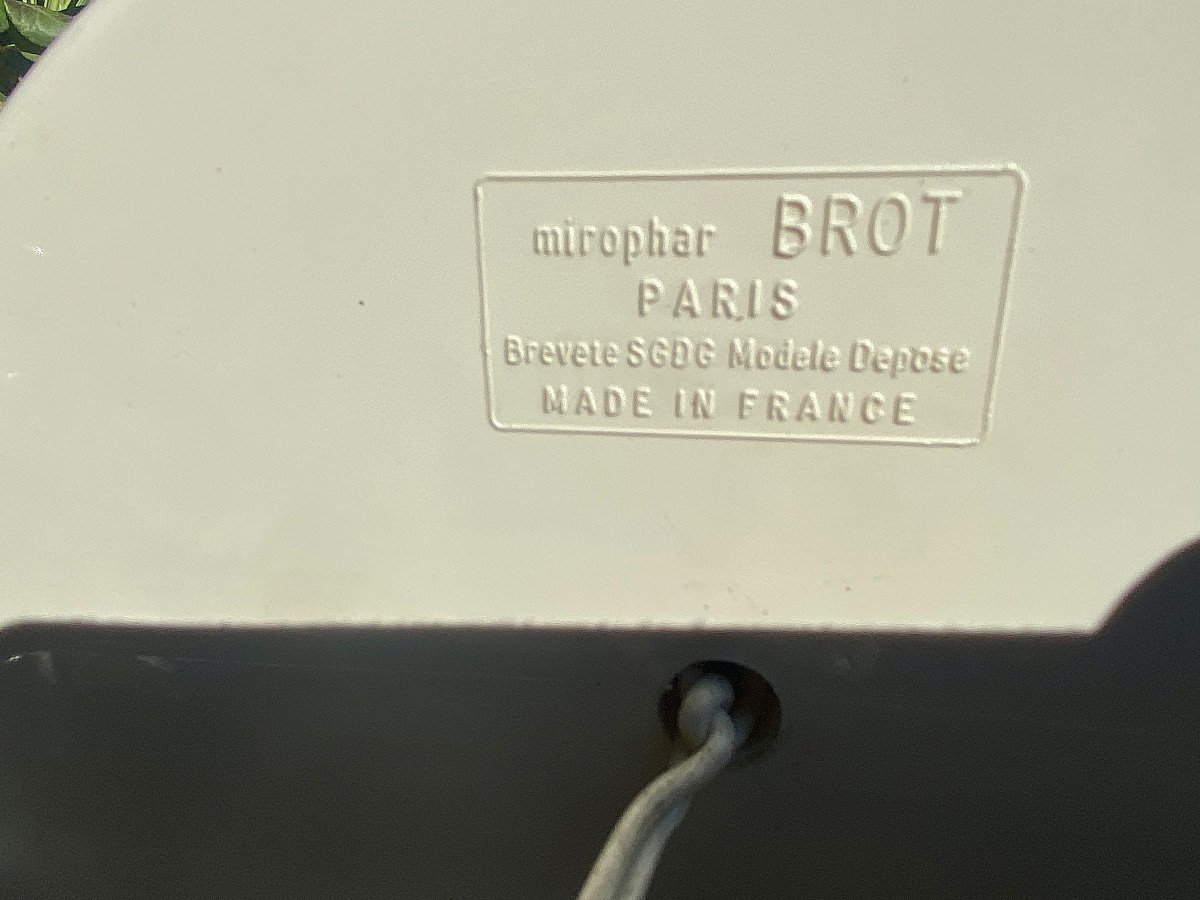 mirophar BROT
PARIS
Brevete SGDG Modele Depose
MADE IN FRANCE